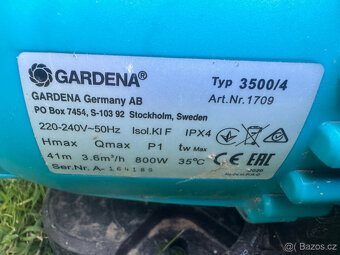 GARDENA®
Typ 3500/4
Art.Nr.1709
GARDENA Germany AB
PO Box 7454, S-103 92 Stockholm, Sweden
220-240V~50Hz Isol.Kl F IPX4
Hmax Qmax P1 tw Max
41m 3.6m³/h 800W 35°C CE EAC
Ser.Nr. A 164180
Bazoš.cz